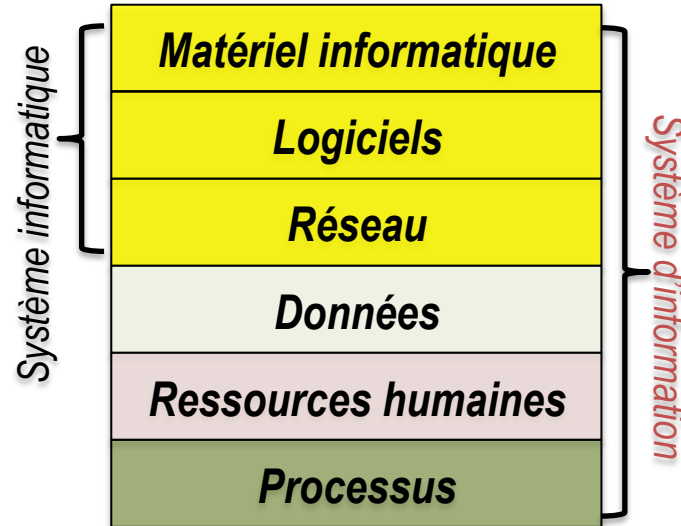 Système informatique
Matériel informatique
Logiciels
Réseau
Données
Ressources humaines
Processus
Système d'information